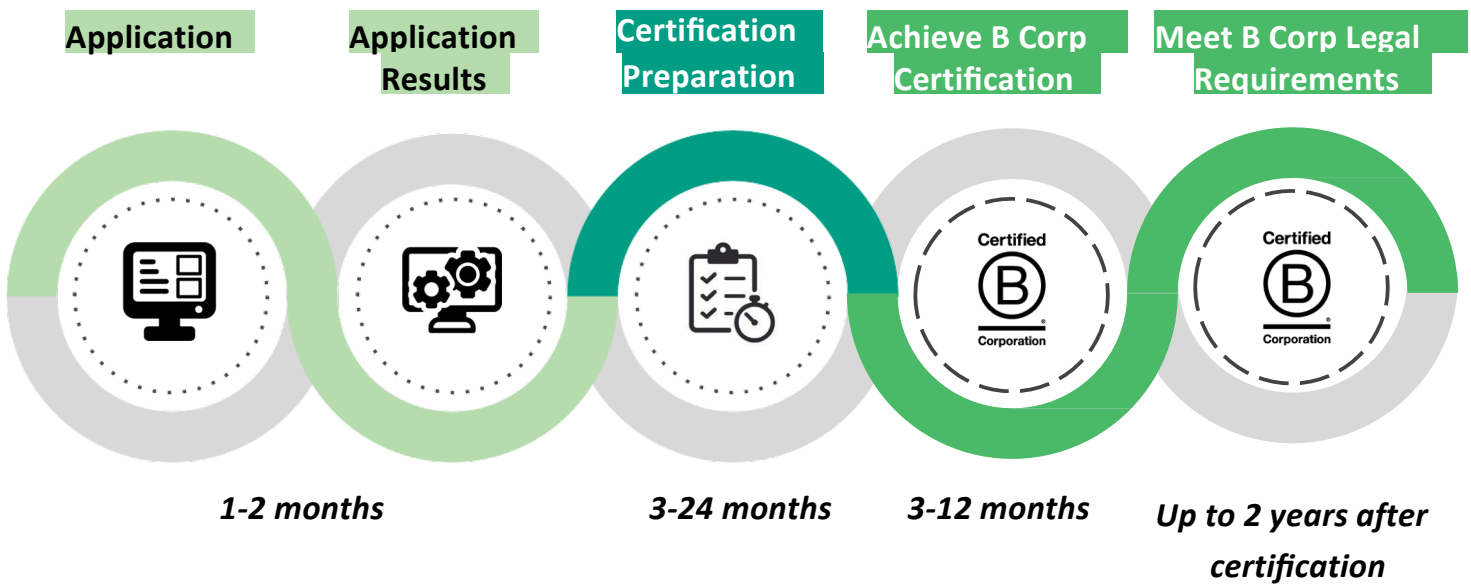 Application
Application
Results
Certification
Preparation
Achieve B Corp
Certification
Meet B Corp Legal
Requirements
Certified
B
®
Corporation
Certified
B
®
Corporation
1-2 months
3-24 months
3-12 months
Up to 2 years after
certification